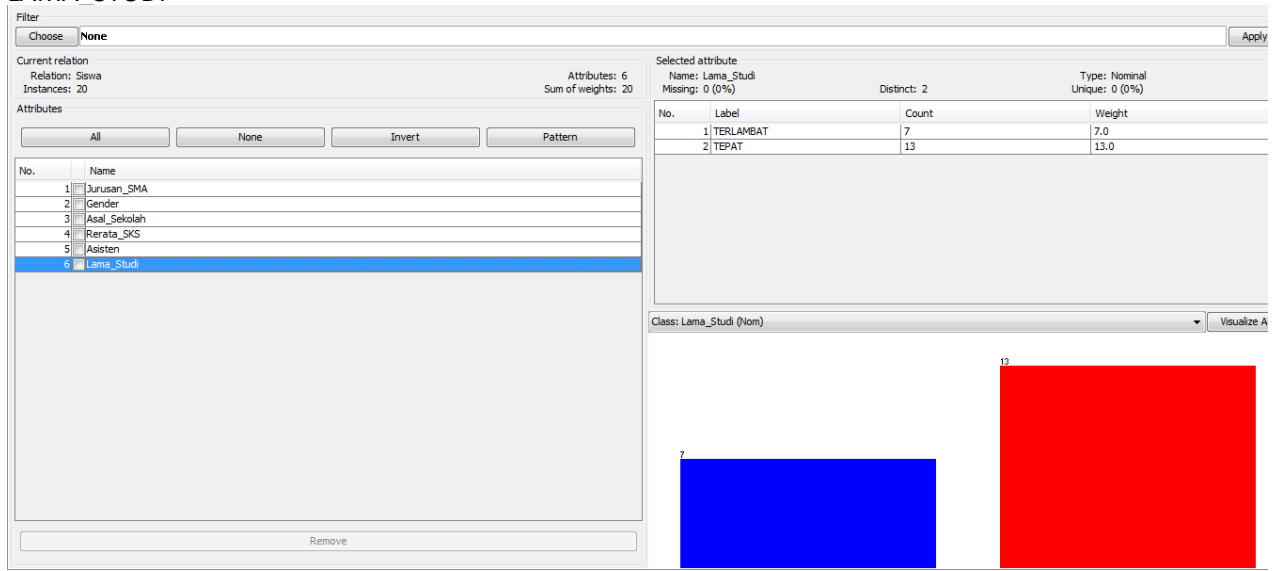 LAMA_STUDI
Filter
Choose None Apply
Current relation
Relation: Siswa Attributes: 6
Instances: 20 Sum of weights: 20
Attributes
All None Invert Pattern
No. Name
1 Jurusan_SMA
2 Gender
3 Asal_Sekolah
4 Rerata_SKS
5 Asisten
6 Lama_Studi
Remove
Selected attribute
Name: Lama_Studi Type: Nominal
Missing: 0 (0%) Distinct: 2 Unique: 0 (0%)
No. Label Count Weight
1 TERLAMBAT 7 7.0
2 TEPAT 13 13.0
Class: Lama_Studi (Nom) Visualize A
13
7